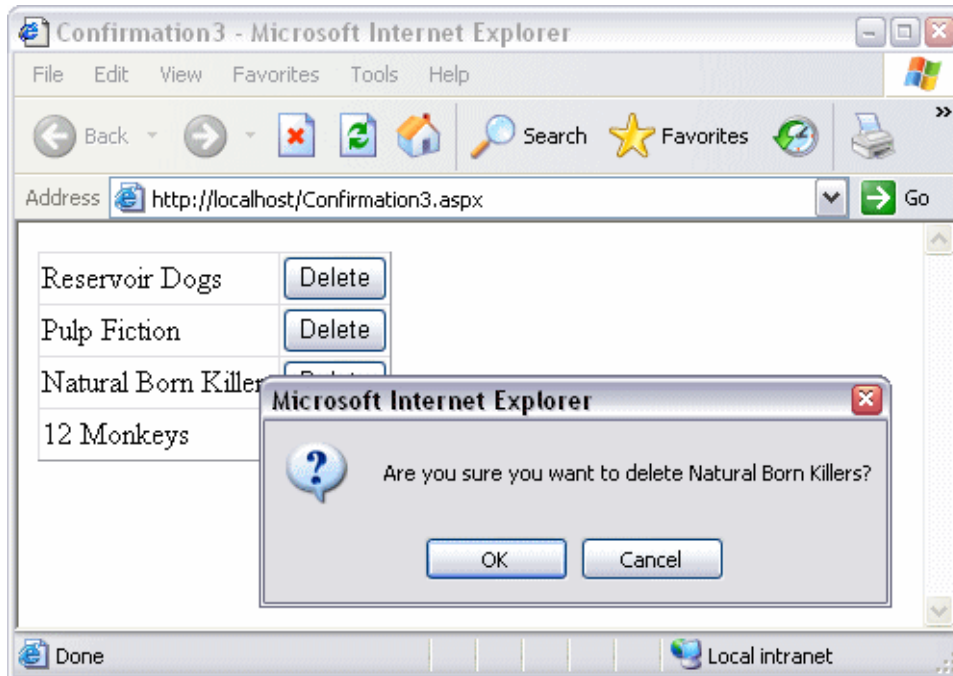 Confirmation3 - Microsoft Internet Explorer
File Edit View Favorites Tools Help
Back Search Favorites »
Address http://localhost/Confirmation3.aspx Go
Reservoir Dogs Delete
Pulp Fiction Delete
Natural Born Killer
12 Monkeys
Microsoft Internet Explorer
Are you sure you want to delete Natural Born Killers?
OK Cancel
Done Local intranet